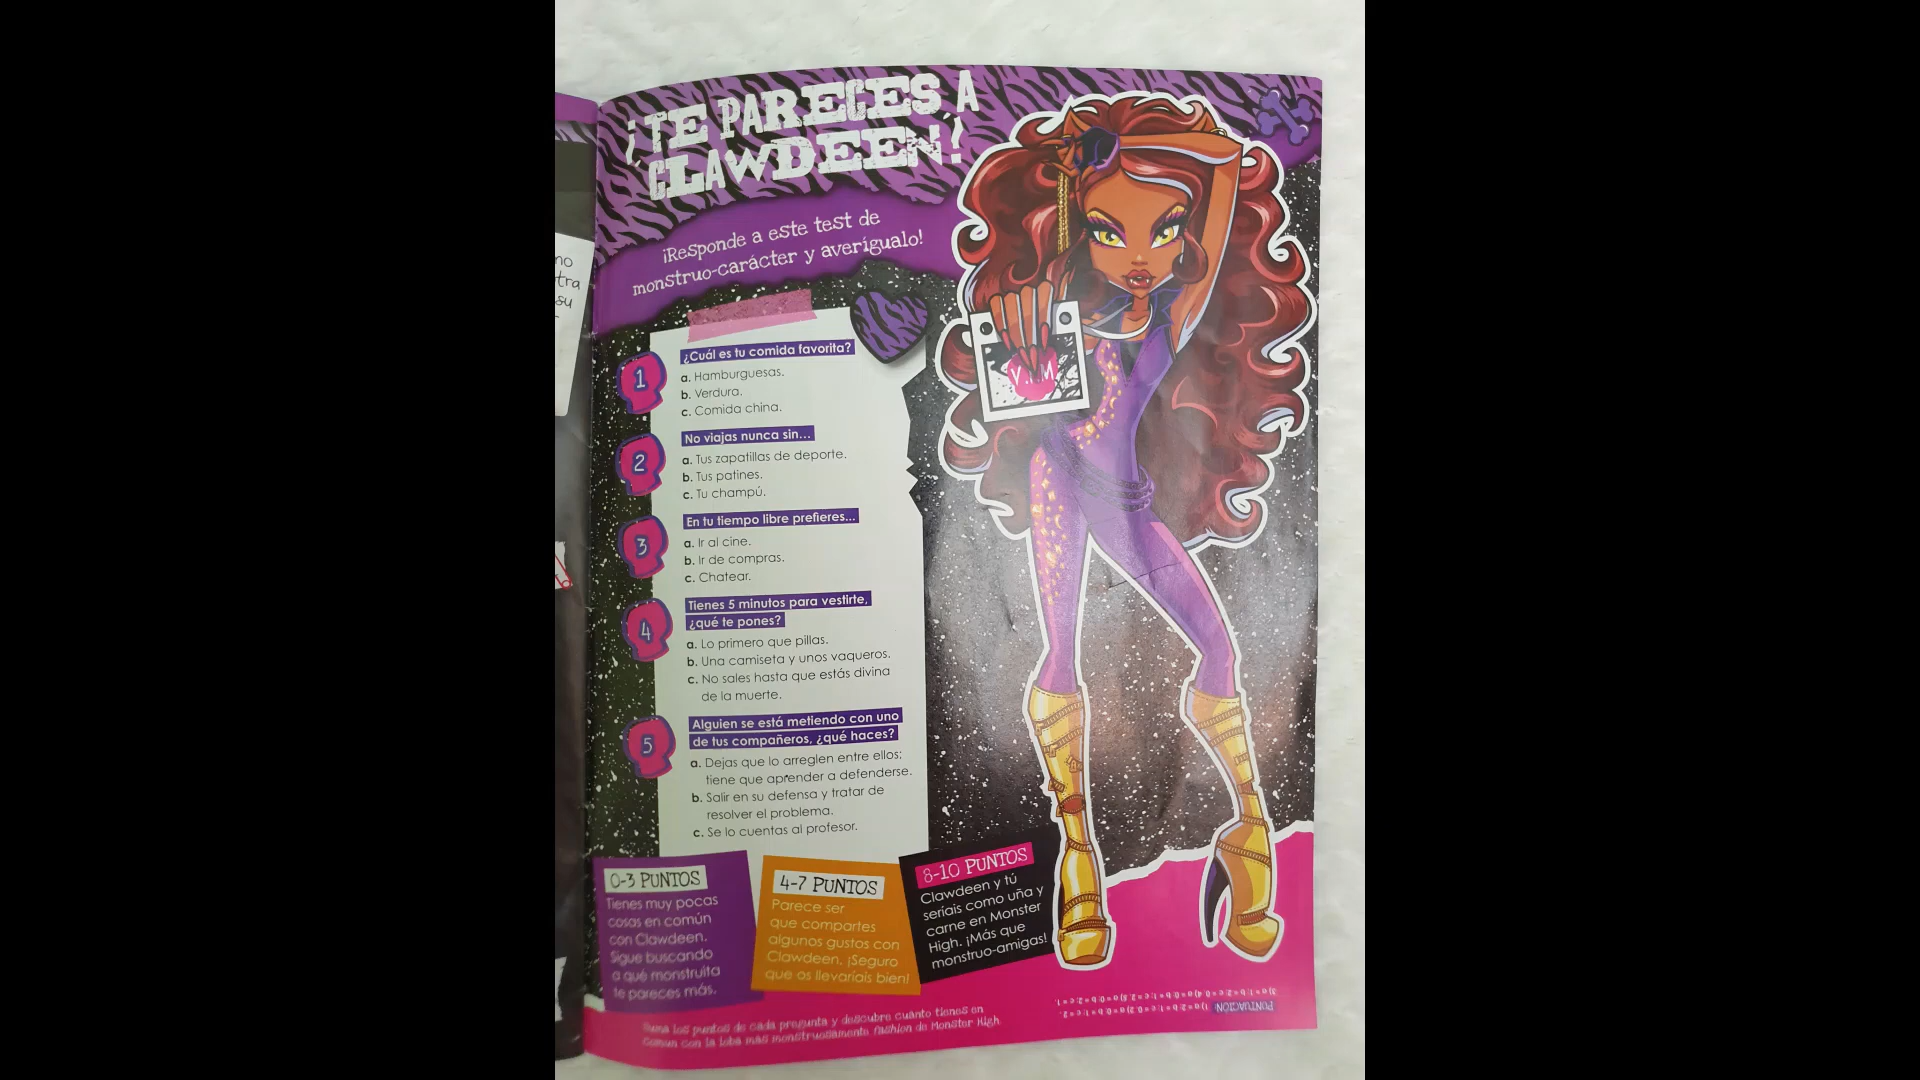 ¡TE PARECES A
CLAWDEEN!
¡Responde a este test de
monstruo-carácter y averígualo!
no
tra
su
1
¿Cuál es tu comida favorita?
a. Hamburguesas.
b. Verdura.
c. Comida china.
2
No viajas nunca sin...
a. Tus zapatillas de deporte.
b. Tus patines.
c. Tu champú.
3
En tu tiempo libre prefieres...
a. Ir al cine.
b. Ir de compras.
c. Chatear.
4
Tienes 5 minutos para vestirte,
¿qué te pones?
a. Lo primero que pillas.
b. Una camiseta y unos vaqueros.
c. No sales hasta que estás divina
de la muerte.
5
Alguien se está metiendo con uno
de tus compañeros, ¿qué haces?
a. Dejas que lo arreglen entre ellos:
tiene que aprender a defenderse.
b. Salir en su defensa y tratar de
resolver el problema.
c. Se lo cuentas al profesor.
0-3 PUNTOS
Tienes muy pocas
cosas en común
con Clawdeen.
Sigue buscando
a qué monstruita
te pareces más.
4-7 PUNTOS
Parece ser
que compartes
algunos gustos con
Clawdeen. ¡Seguro
que os llevaríais bien!
8-10 PUNTOS
Clawdeen y tú
seríais como uña y
carne en Monster
High. ¡Más que
monstruo-amigas!
Suma los puntos de cada pregunta y descubre cuánto tienes en
común con la loba más monstruosamente fashion de Monster High.
PUNTUACIÓN: